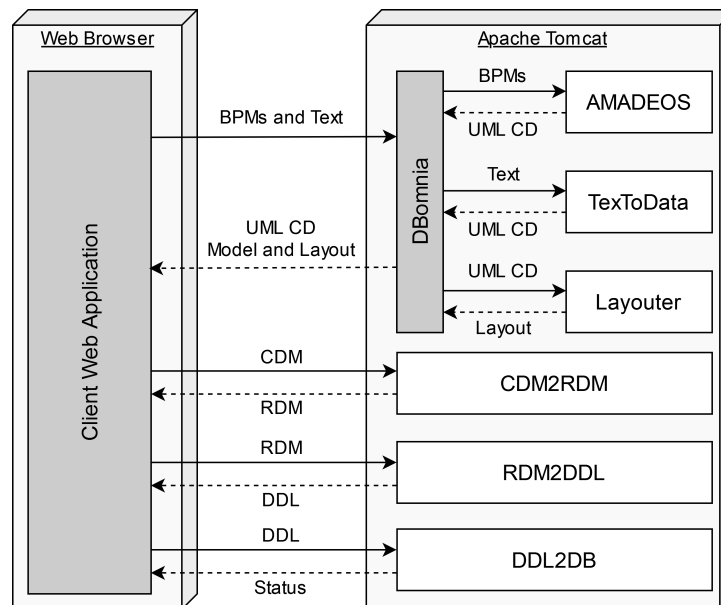 Web Browser
Apache Tomcat
Client Web Application
BPMs and Text
UML CD
Model and Layout
DBomnia
BPMs
UML CD
AMADEOS
Text
UML CD
TexToData
UML CD
Layout
Layouter
CDM
RDM
CDM2RDM
RDM
DDL
RDM2DDL
DDL
Status
DDL2DB